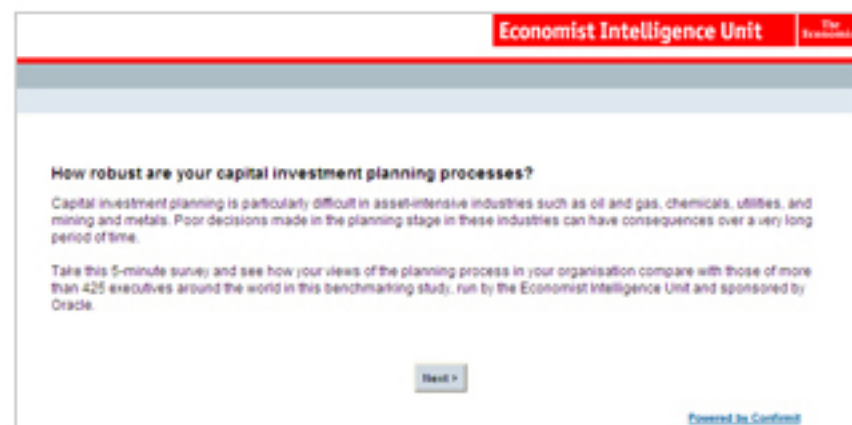 Economist Intelligence Unit
The
Economist
How robust are your capital investment planning processes?
Capital investment planning is particularly difficult in asset-intensive industries such as oil and gas, chemicals, utilities, and
mining and metals. Poor decisions made in the planning stage in these industries can have consequences over a very long
period of time.
Take this 5-minute survey and see how your views of the planning process in your organisation compare with those of more
than 425 executives around the world in this benchmarking study, run by the Economist Intelligence Unit and sponsored by
Oracle.
Next >
Powered by Confirmit